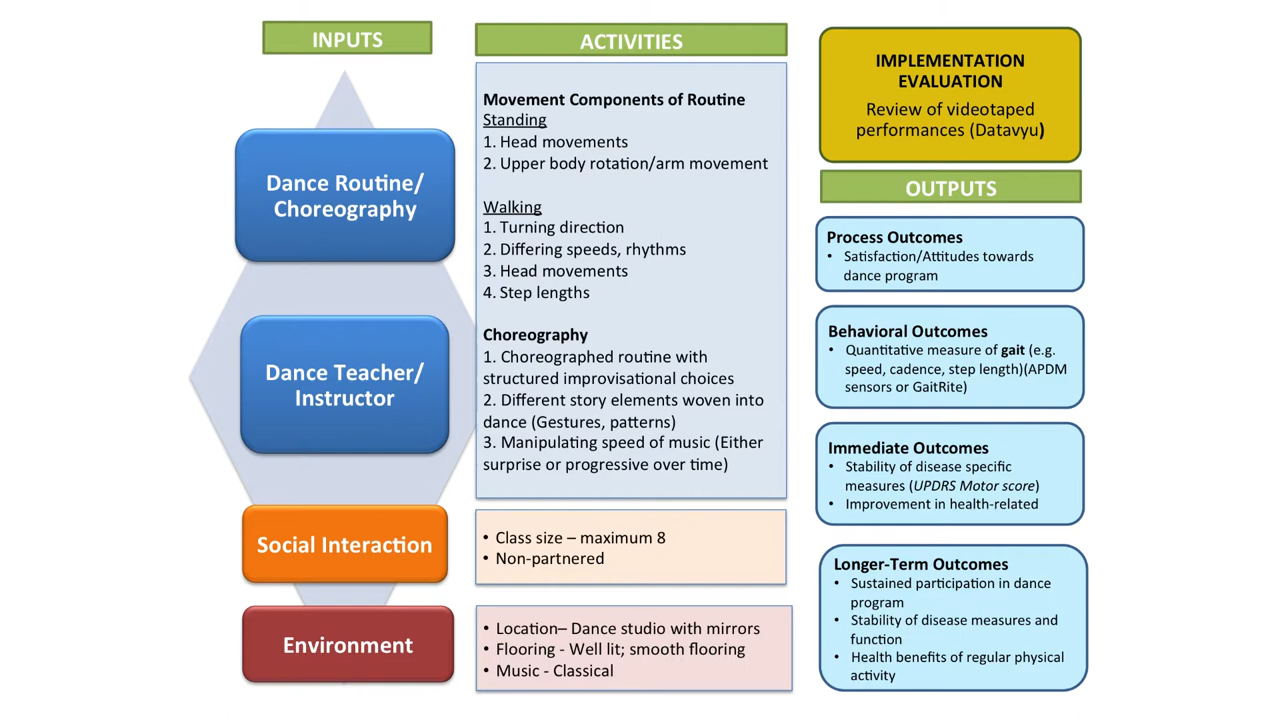 INPUTS
Dance Routine/
Choreography
Dance Teacher/
Instructor
Social Interaction
Environment
ACTIVITIES
Movement Components of Routine
Standing
1. Head movements
2. Upper body rotation/arm movement
Walking
1. Turning direction
2. Differing speeds, rhythms
3. Head movements
4. Step lengths
Choreography
1. Choreographed routine with
structured improvisational choices
2. Different story elements woven into
dance (Gestures, patterns)
3. Manipulating speed of music (Either
surprise or progressive over time)
• Class size – maximum 8
• Non-partnered
• Location– Dance studio with mirrors
• Flooring - Well lit; smooth flooring
• Music - Classical
IMPLEMENTATION
EVALUATION
Review of videotaped
performances (Datavyu)
OUTPUTS
Process Outcomes
• Satisfaction/Attitudes towards
dance program
Behavioral Outcomes
• Quantitative measure of gait (e.g.
speed, cadence, step length)(APDM
sensors or GaitRite)
Immediate Outcomes
• Stability of disease specific
measures (UPDRS Motor score)
• Improvement in health-related
Longer-Term Outcomes
• Sustained participation in dance
program
• Stability of disease measures and
function
• Health benefits of regular physical
activity